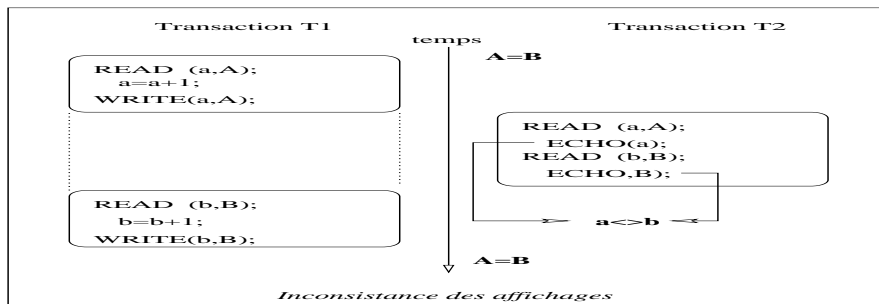 Transaction T1
temps
Transaction T2
A=B
READ (a,A);
a=a+1;
WRITE(a,A);
READ (a,A);
ECHO(a);
READ (b,B);
ECHO,B);
READ (b,B);
b=b+1;
WRITE(b,B);
a<>b
A=B
Inconsistance des affichages